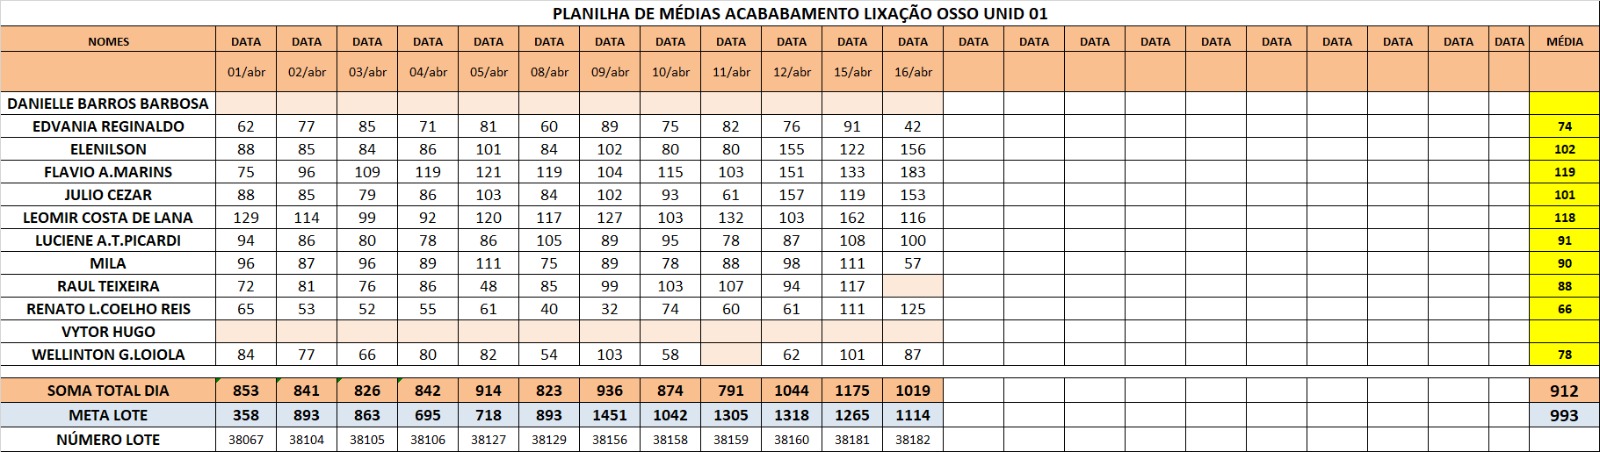 PLANILHA DE MÉDIAS ACABABAMENTO LIXAÇÃO OSSO UNID 01
NOMES DATA DATA DATA DATA DATA DATA DATA DATA DATA DATA DATA DATA DATA DATA DATA DATA DATA DATA DATA DATA DATA DATA MÉDIA
01/abr 02/abr 03/abr 04/abr 05/abr 08/abr 09/abr 10/abr 11/abr 12/abr 15/abr 16/abr
DANIELLE BARROS BARBOSA
EDVANIA REGINALDO 62 77 85 71 81 60 89 75 82 76 91 42 74
ELENILSON 88 85 84 86 101 84 102 80 80 155 122 156 102
FLAVIO A.MARINS 75 96 109 119 121 119 104 115 103 151 133 183 119
JULIO CEZAR 88 85 79 86 103 84 102 93 61 157 119 153 101
LEOMIR COSTA DE LANA 129 114 99 92 120 117 127 103 132 103 162 116 118
LUCIENE A.T.PICARDI 94 86 80 78 86 105 89 95 78 87 108 100 91
MILA 96 87 96 89 111 75 89 78 88 98 111 57 90
RAUL TEIXEIRA 72 81 76 86 48 85 99 103 107 94 117 88
RENATO L.COELHO REIS 65 53 52 55 61 40 32 74 60 61 111 125 66
VYTOR HUGO
WELLINTON G.LOIOLA 84 77 66 80 82 54 103 58 62 101 87 78
SOMA TOTAL DIA 853 841 826 842 914 823 936 874 791 1044 1175 1019 912
META LOTE 358 893 863 695 718 893 1451 1042 1305 1318 1265 1114 993
NÚMERO LOTE 38067 38104 38105 38106 38127 38129 38156 38158 38159 38160 38181 38182